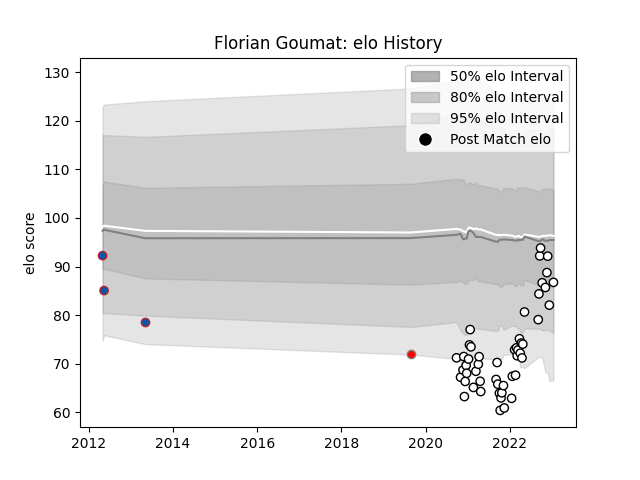 Florian Goumat: elo History
50% elo Interval
80% elo Interval
95% elo Interval
Post Match elo
elo score
130
120
110
100
90
80
70
60
2012
2014
2016
2018
2020
2022